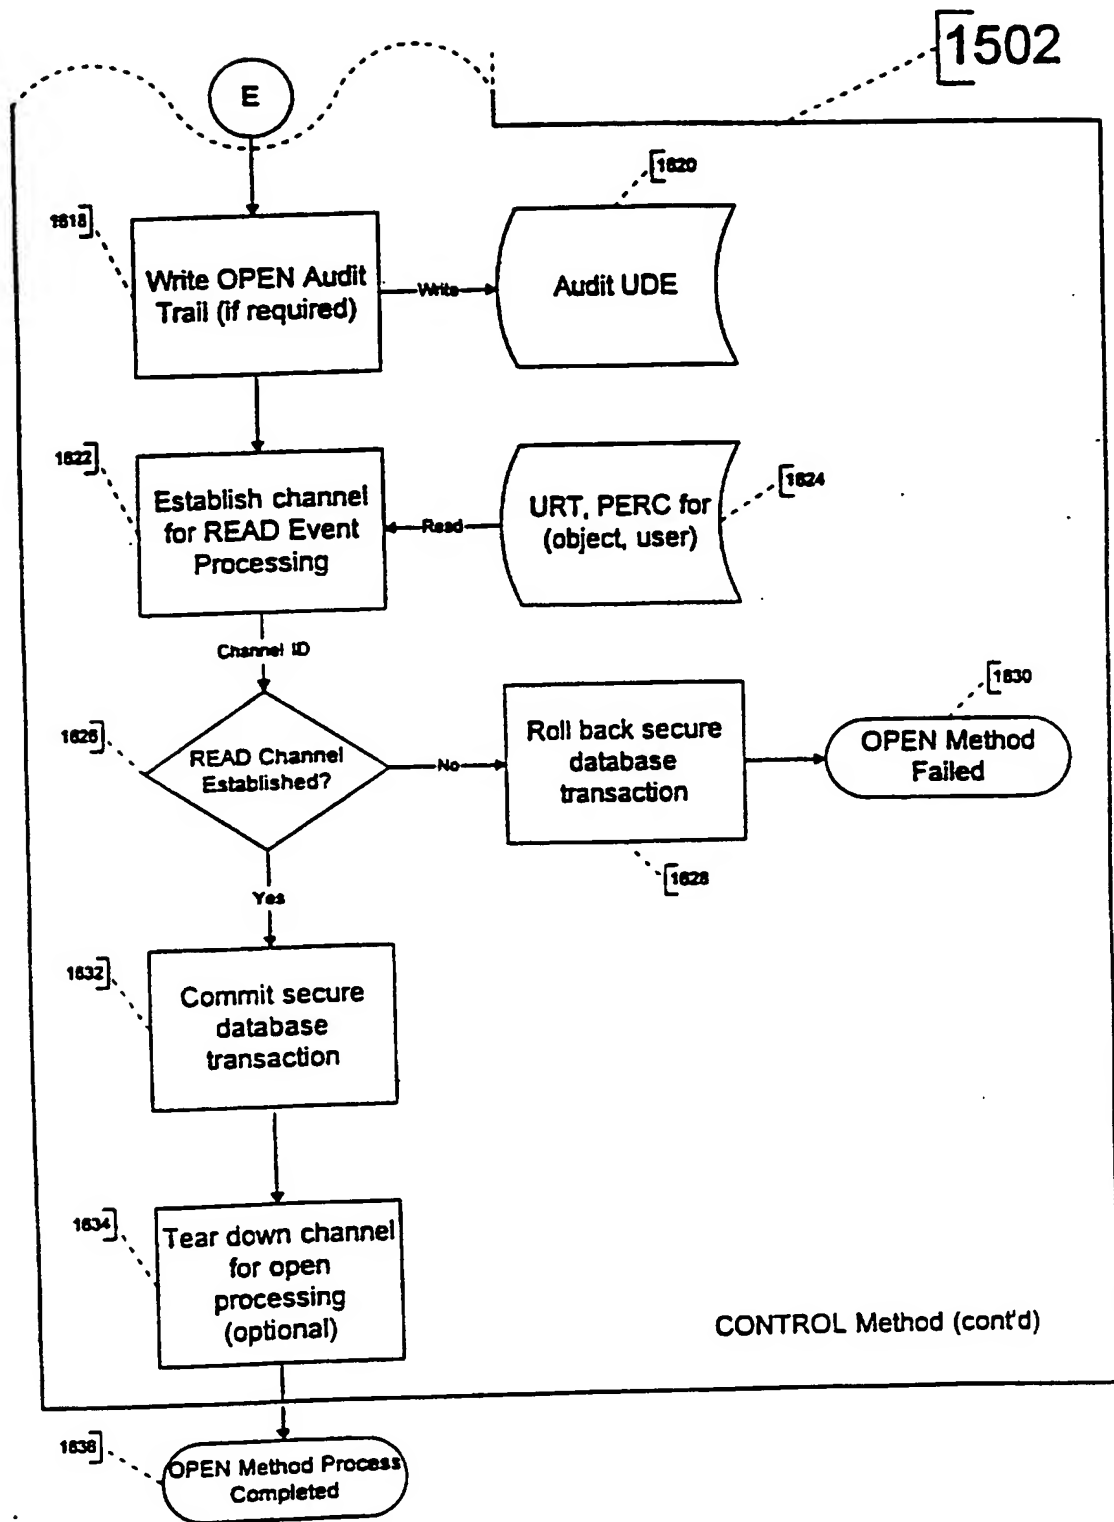 1502
E
1618
Write OPEN Audit
Trail (if required)
Write
1620
Audit UDE
1622
Establish channel
for READ Event
Processing
Read
URT, PERC for
(object, user)
1624
Channel ID
1626
READ Channel
Established?
No
Roll back secure
database
transaction
1628
1630
OPEN Method
Failed
Yes
1632
Commit secure
database
transaction
1634
Tear down channel
for open
processing
(optional)
CONTROL Method (cont'd)
1636
OPEN Method Process
Completed